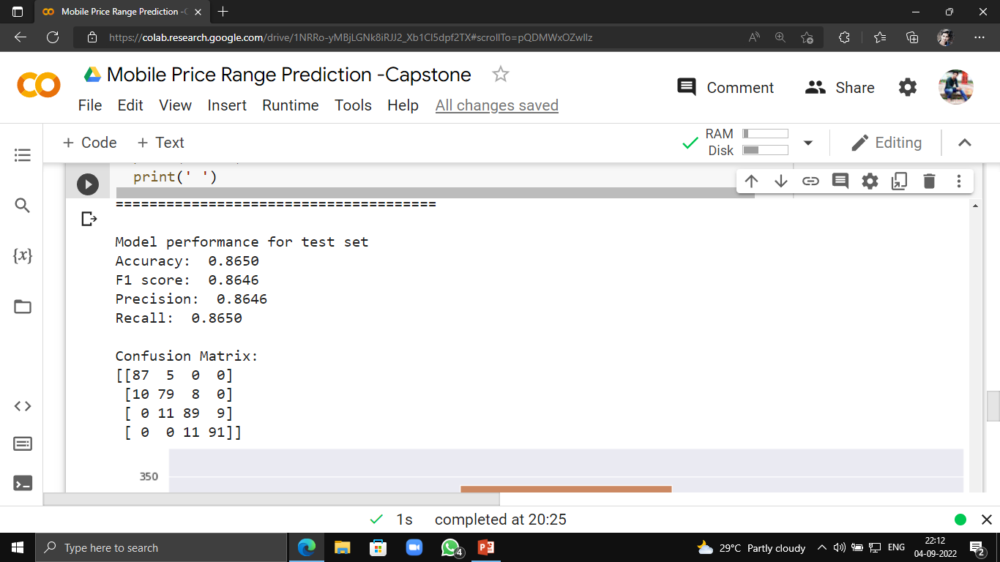 Mobile Price Range Prediction -C
https://colab.research.google.com/drive/1NRRo-yMBjLGNk8iRJJ2_Xb1Cl5dpf2TX#scrollTo=pQDMWxOZwlIz
Mobile Price Range Prediction -Capstone
Comment Share
File Edit View Insert Runtime Tools Help All changes saved
+ Code + Text
RAM
Disk
Editing
print(' ')
======================================
Model performance for test set
Accuracy: 0.8650
F1 score: 0.8646
Precision: 0.8646
Recall: 0.8650
Confusion Matrix:
[[87 5 0 0]
[10 79 8 0]
[ 0 11 89 9]
[ 0 0 11 91]]
350
1s completed at 20:25
Type here to search
4
29°C Partly cloudy
ENG
22:12
04-09-2022
2